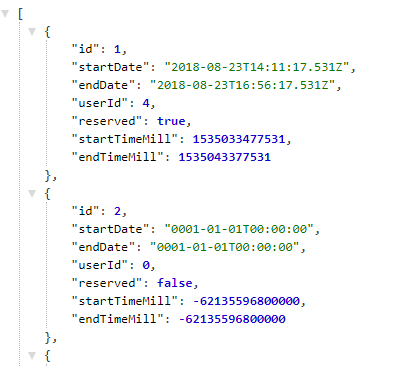 [
{
"id": 1,
"startDate": "2018-08-23T14:11:17.531Z",
"endDate": "2018-08-23T16:56:17.531Z",
"userId": 4,
"reserved": true,
"startTimeMill": 1535033477531,
"endTimeMill": 1535043377531
},
{
"id": 2,
"startDate": "0001-01-01T00:00:00",
"endDate": "0001-01-01T00:00:00",
"userId": 0,
"reserved": false,
"startTimeMill": -62135596800000,
"endTimeMill": -62135596800000
},
{